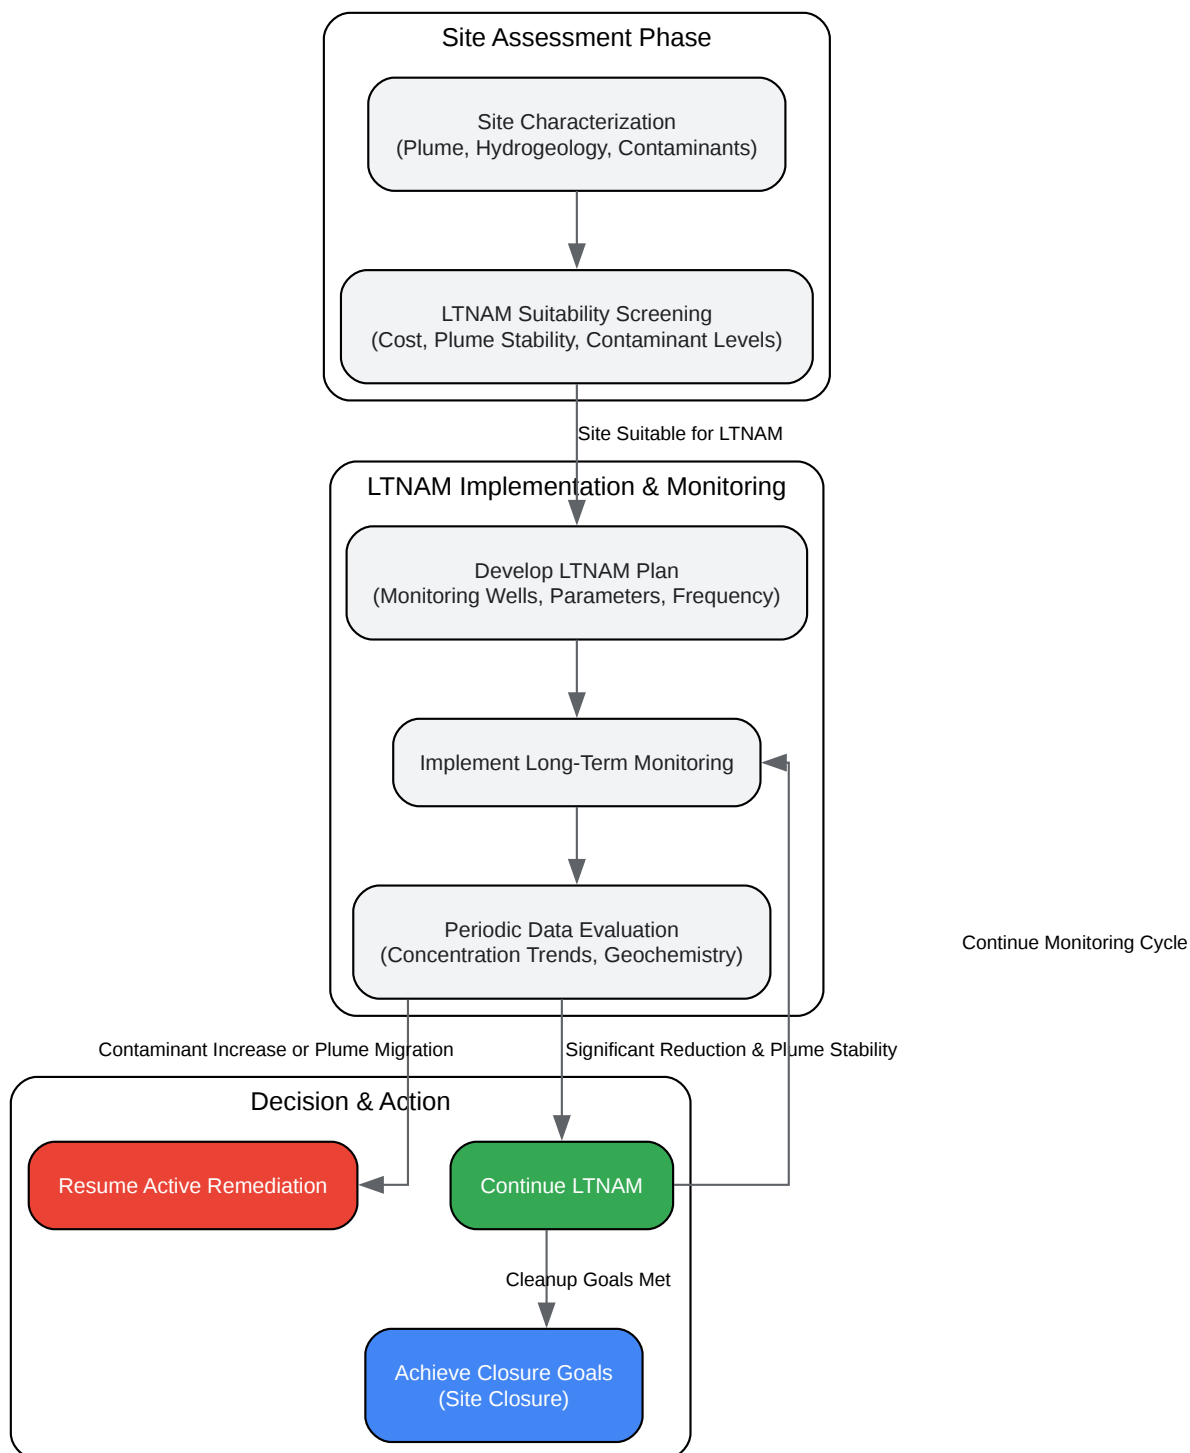 Site Assessment Phase
Site Characterization
(Plume, Hydrogeology, Contaminants)
LTNAM Suitability Screening
(Cost, Plume Stability, Contaminant Levels)
Site Suitable for LTNAM
LTNAM Implementation & Monitoring
Develop LTNAM Plan
(Monitoring Wells, Parameters, Frequency)
Implement Long-Term Monitoring
Periodic Data Evaluation
(Concentration Trends, Geochemistry)
Continue Monitoring Cycle
Contaminant Increase or Plume Migration
Significant Reduction & Plume Stability
Decision & Action
Resume Active Remediation
Continue LTNAM
Cleanup Goals Met
Achieve Closure Goals
(Site Closure)